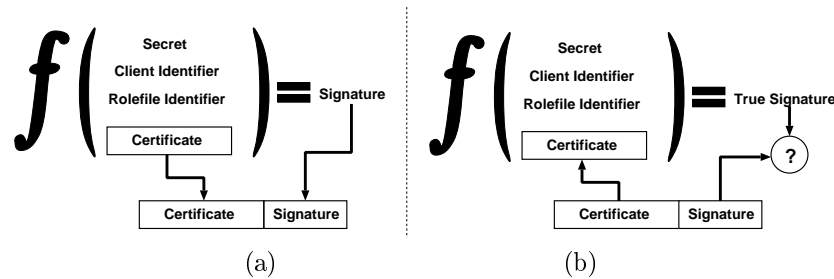 f ( Secret
Client Identifier
Rolefile Identifier
Certificate ) = Signature
Certificate Signature
(a)
f ( Secret
Client Identifier
Rolefile Identifier
Certificate ) = True Signature
?
Certificate Signature
(b)